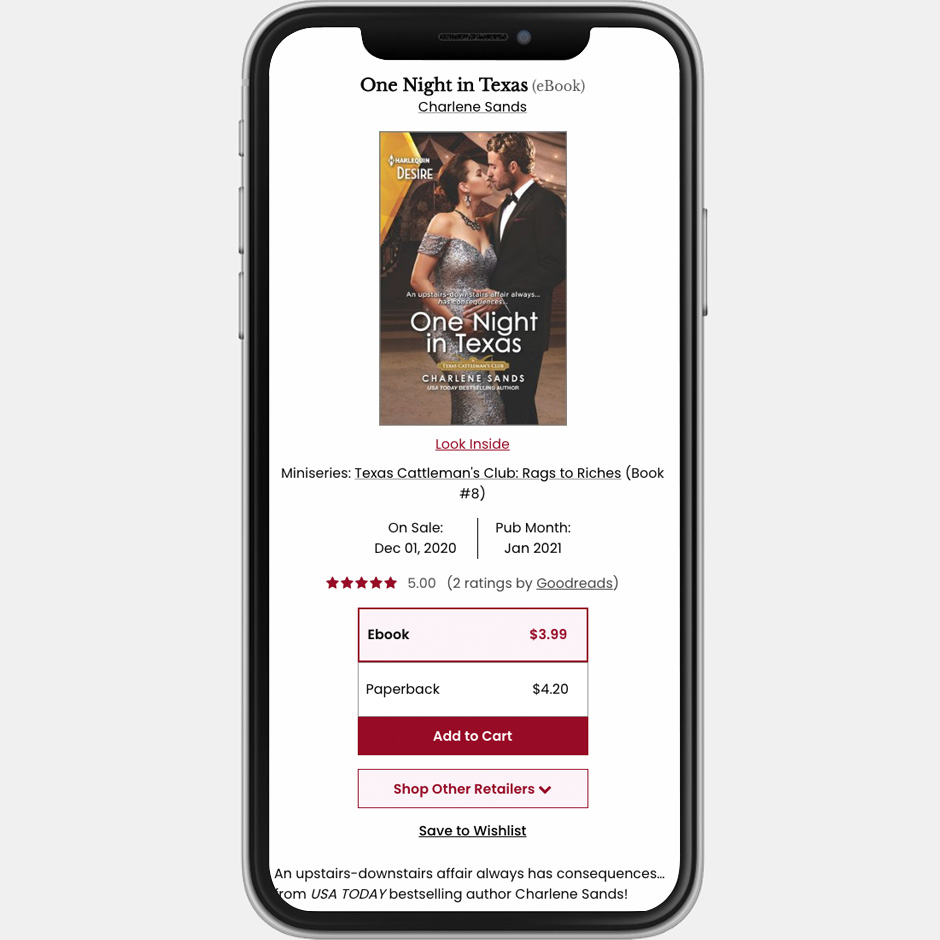 One Night in Texas (eBook)
Charlene Sands
HARLEQUIN
DESIRE
An upstairs-downstairs affair always...
has consequences...
One Night
in Texas
TEXAS CATTLEMAN'S CLUB
CHARLENE SANDS
USA TODAY BESTSELLING AUTHOR
Look Inside
Miniseries: Texas Cattleman's Club: Rags to Riches (Book
#8)
On Sale:
Dec 01, 2020
Pub Month:
Jan 2021
5.00 (2 ratings by Goodreads)
Ebook $3.99
Paperback $4.20
Add to Cart
Shop Other Retailers
Save to Wishlist
An upstairs-downstairs affair always has consequences…
from USA TODAY bestselling author Charlene Sands!